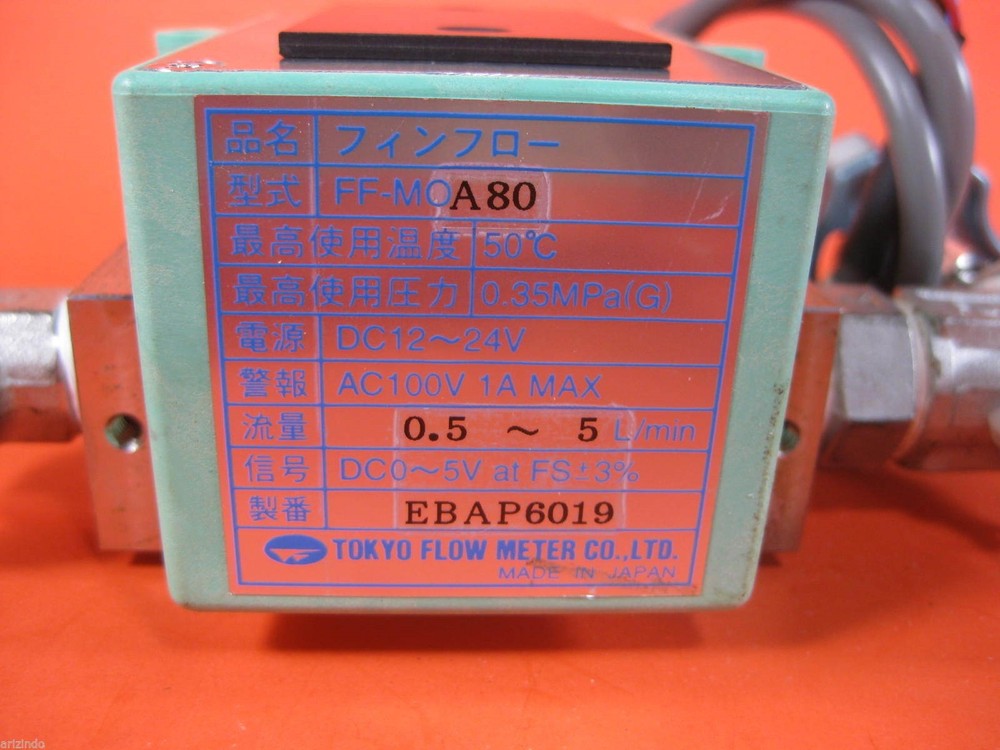 品名 フィンフロー
型式 FF-MOA80
最高使用温度 50℃
最高使用圧力 0.35MPa(G)
電源 DC12～24V
警報 AC100V 1A MAX
流量 0.5 ～ 5 L/min
信号 DC0～5V at FS±3%
製番 EBAP6019
TOKYO FLOW METER CO.,LTD.
MADE IN JAPAN
arizindo